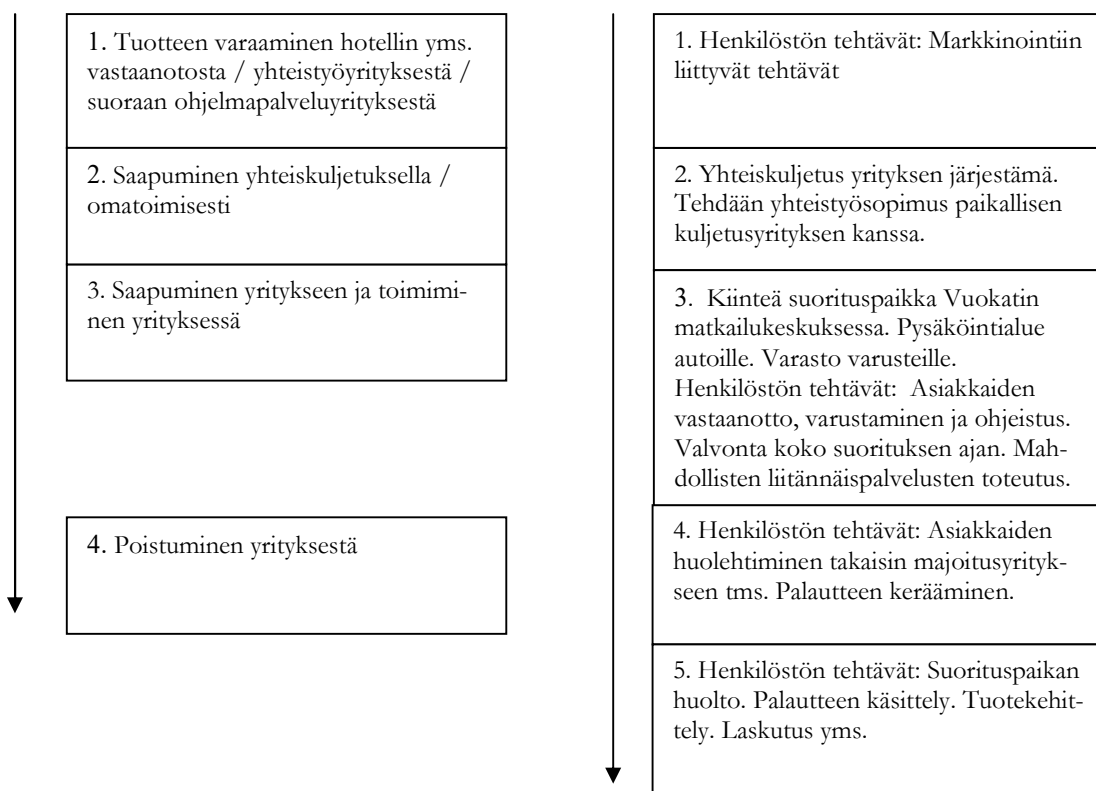 1. Tuotteen varaaminen hotellin yms.
vastaanotosta / yhteistyöyrityksestä /
suoraan ohjelmapalveluyrityksestä
2. Saapuminen yhteiskuljetuksella /
omatoimisesti
3. Saapuminen yritykseen ja toimimi-
nen yrityksessä
4. Poistuminen yrityksestä
1. Henkilöstön tehtävät: Markkinointiin
liittyvät tehtävät
2. Yhteiskuljetus yrityksen järjestämä.
Tehdään yhteistyösopimus paikallisen
kuljetusyrityksen kanssa.
3. Kiinteä suorituspaikka Vuokatin
matkailukeskuksessa. Pysäköintialue
autoille. Varasto varusteille.
Henkilöstön tehtävät: Asiakkaiden
vastaanotto, varustaminen ja ohjeistus.
Valvonta koko suorituksen ajan. Mah-
dollisten liitännäispalvelusten toteutus.
4. Henkilöstön tehtävät: Asiakkaiden
huolehtiminen takaisin majoitusyrityk-
seen tms. Palautteen kerääminen.
5. Henkilöstön tehtävät: Suorituspaikan
huolto. Palautteen käsittely. Tuotekehit-
tely. Laskutus yms.